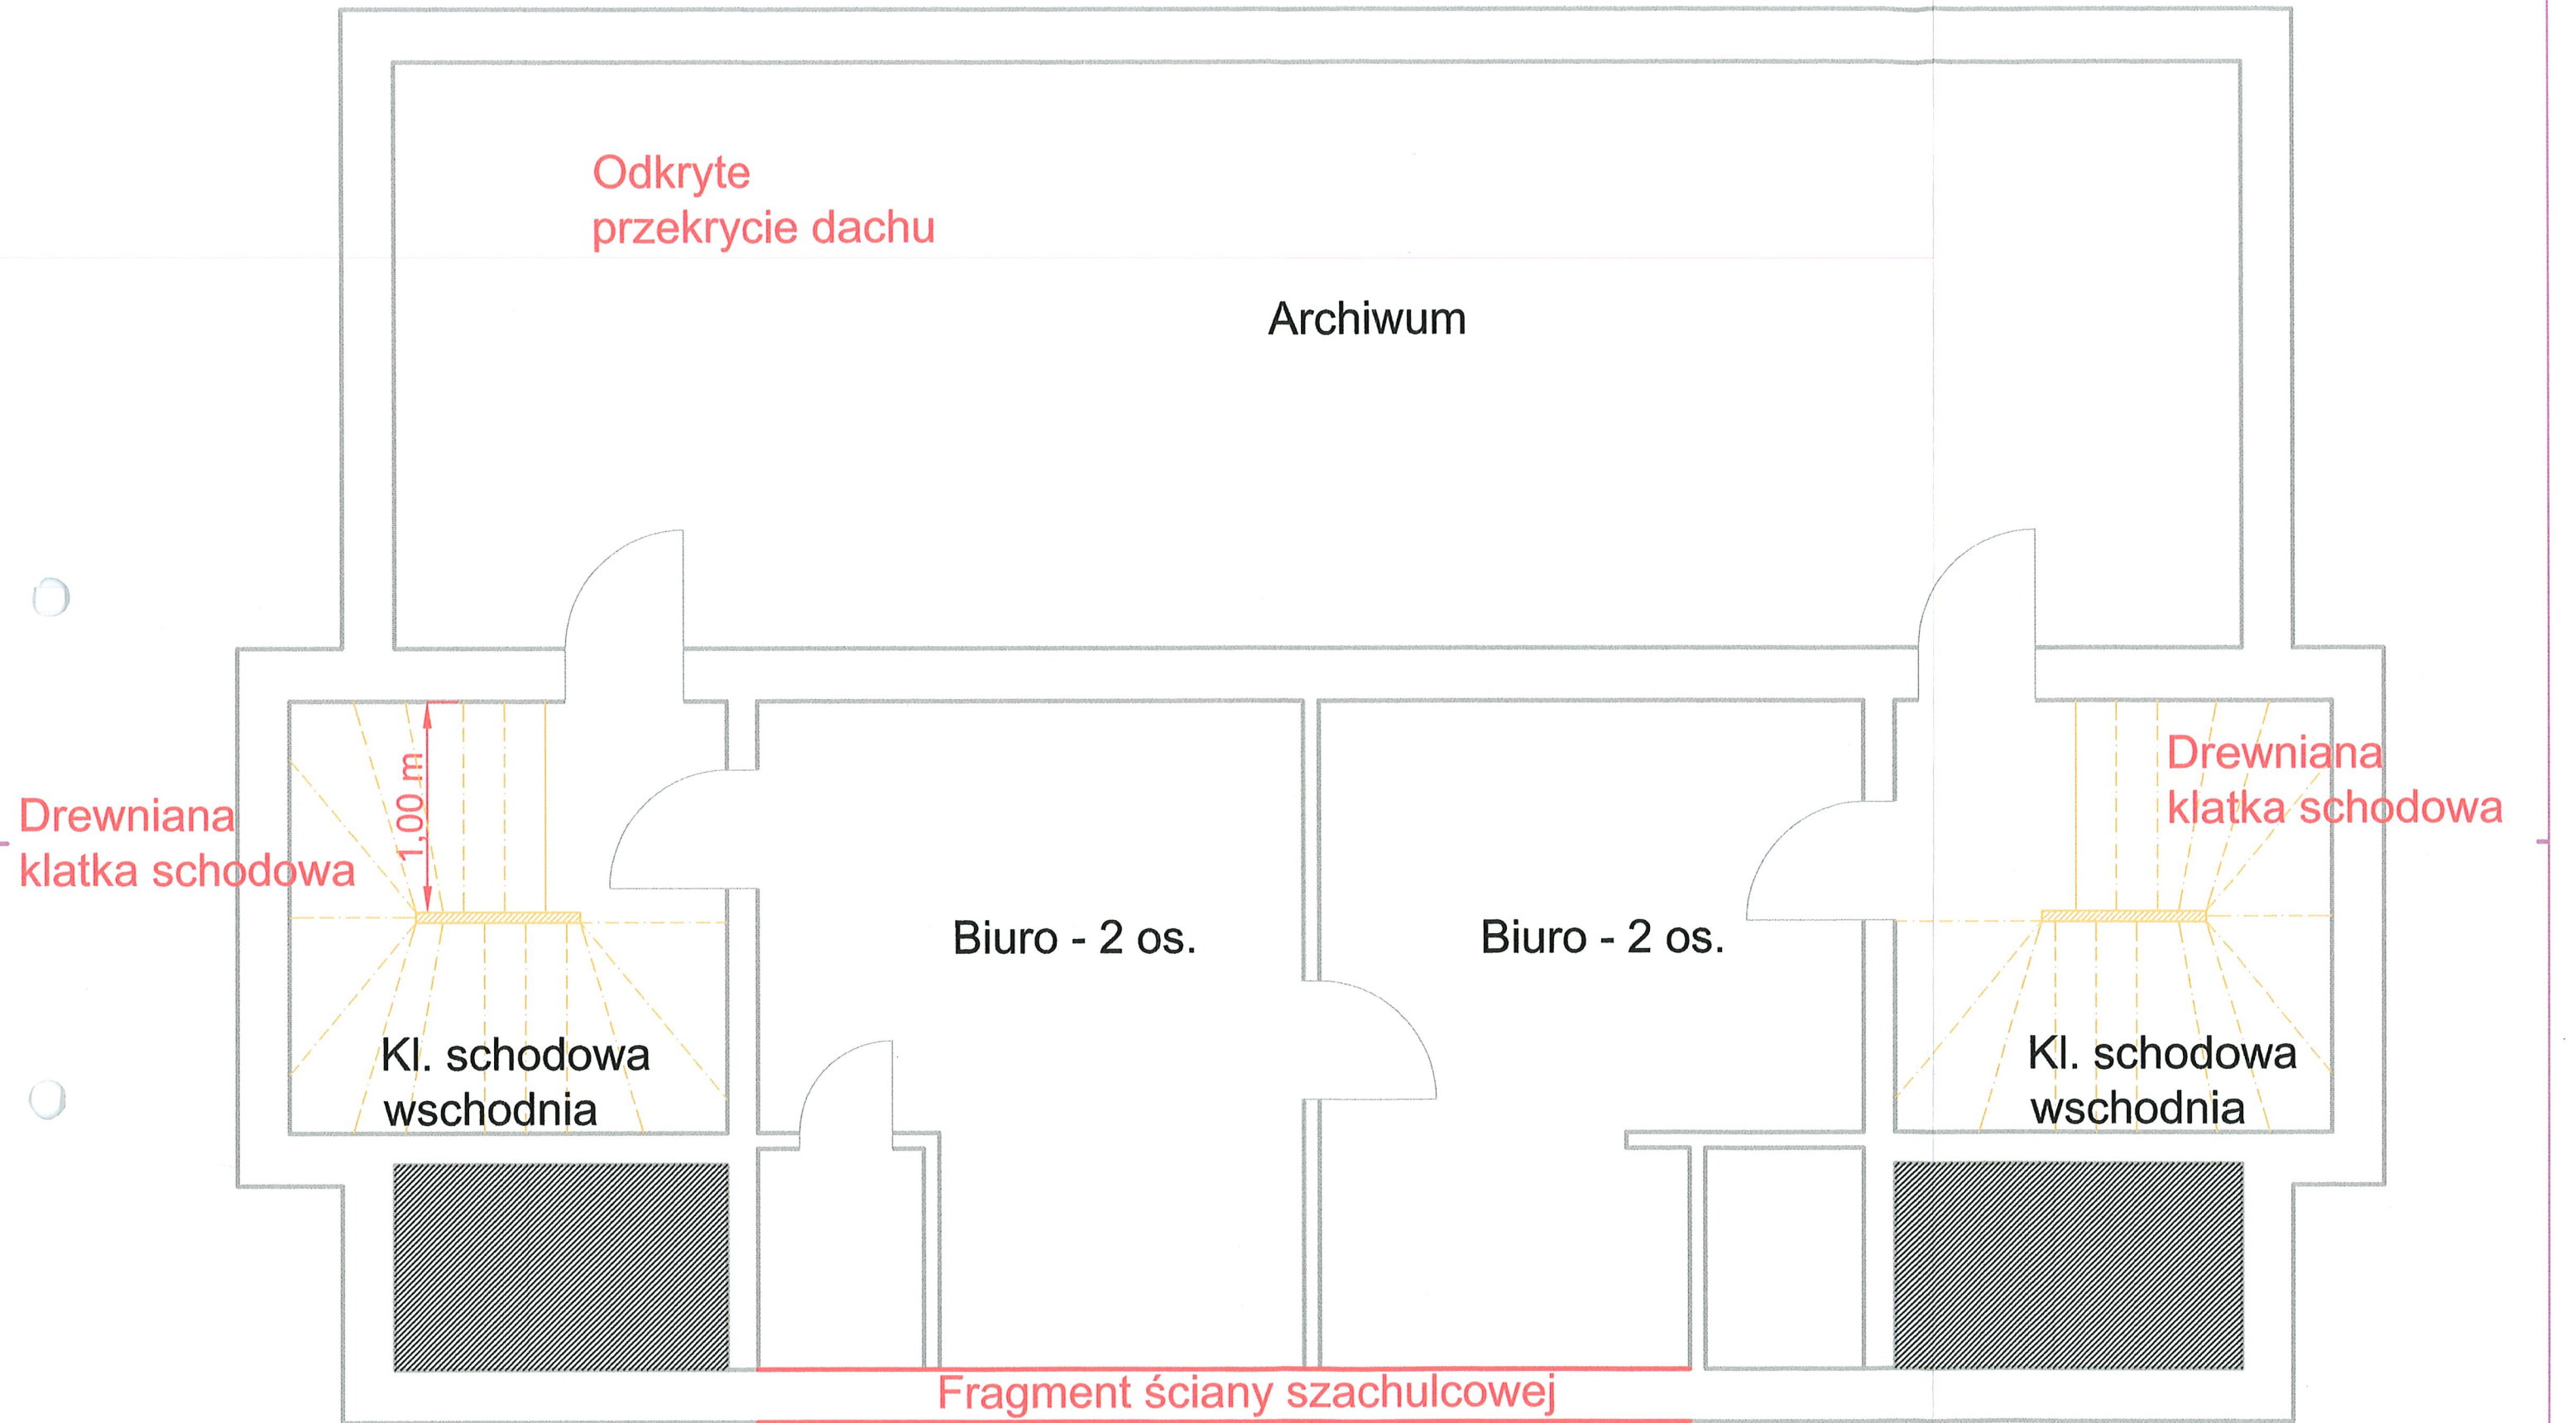 Odkryte
przekrycie dachu
Archiwum
1,00 m
Drewniana
klatka schodowa
Drewniana
klatka schodowa
Biuro - 2 os.
Biuro - 2 os.
Kl. schodowa
wschodnia
Kl. schodowa
wschodnia
Fragment ściany szachulcowej